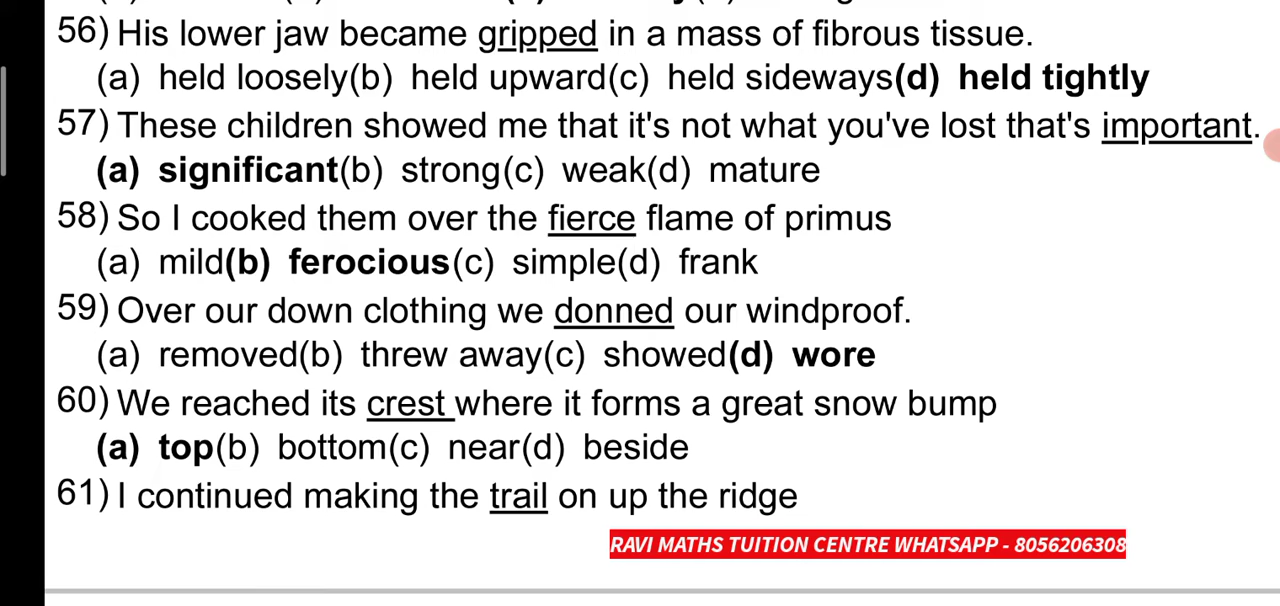 56) His lower jaw became gripped in a mass of fibrous tissue.
(a) held loosely(b) held upward(c) held sideways(d) held tightly
57) These children showed me that it's not what you've lost that's important.
(a) significant(b) strong(c) weak(d) mature
58) So I cooked them over the fierce flame of primus
(a) mild(b) ferocious(c) simple(d) frank
59) Over our down clothing we donned our windproof.
(a) removed(b) threw away(c) showed(d) wore
60) We reached its crest where it forms a great snow bump
(a) top(b) bottom(c) near(d) beside
61) I continued making the trail on up the ridge
RAVI MATHS TUITION CENTRE WHATSAPP - 8056206308